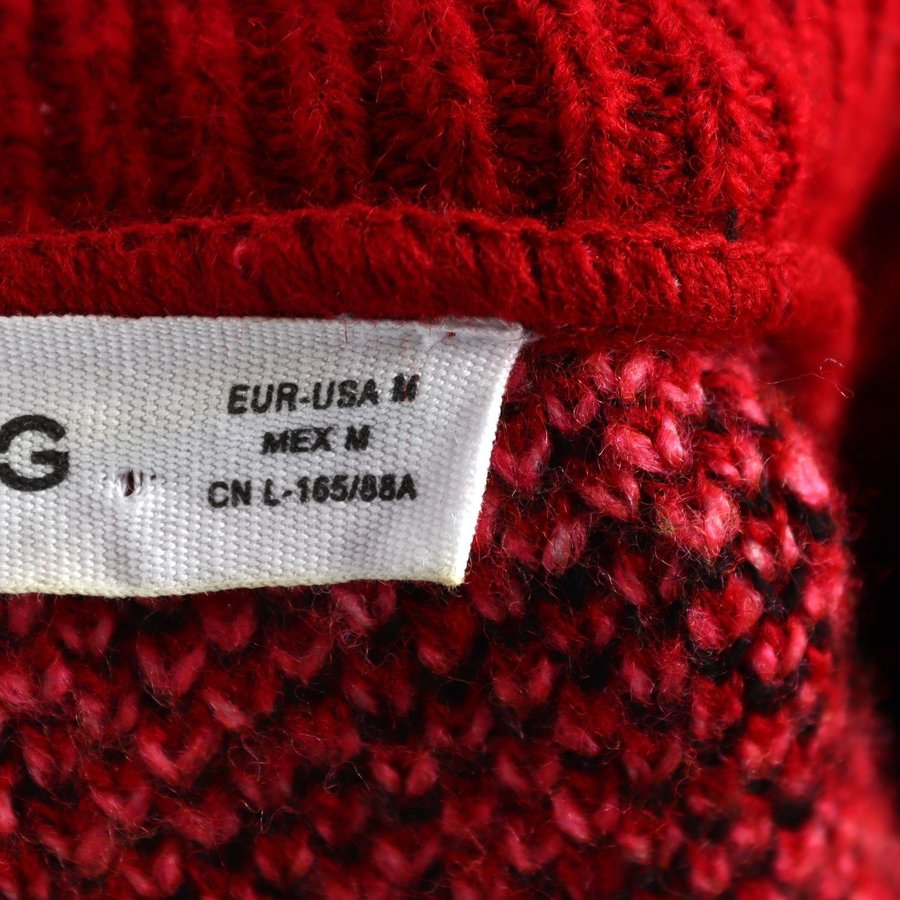 G
EUR-USA M
MEX M
CN L-165/88A